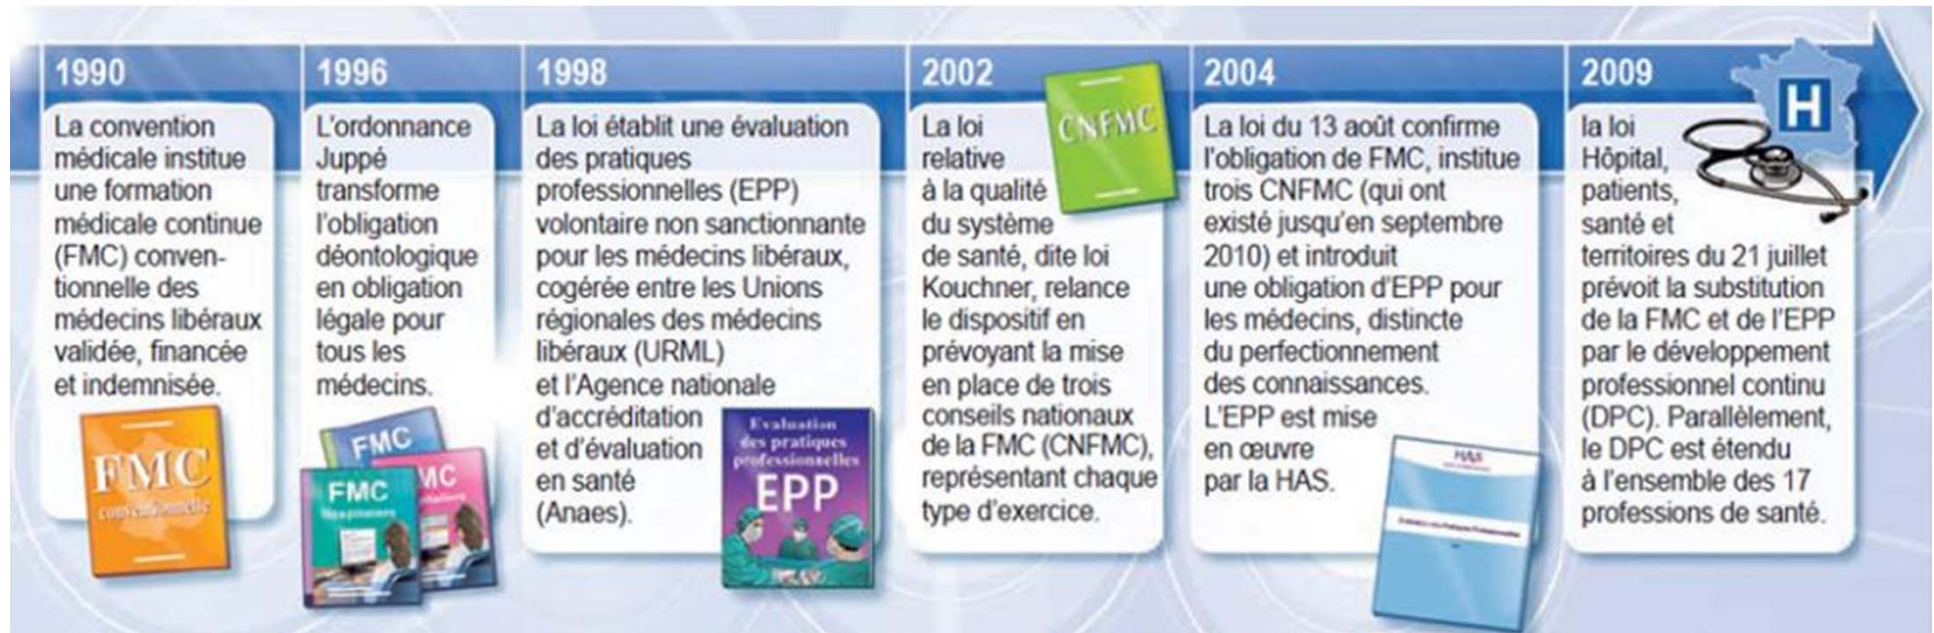 1990
La convention
médicale institue
une formation
médicale continue
(FMC) conven-
tionnelle des
médecins libéraux
validée, financée
et indemnisée.
FMC
conventionnelle
1996
L'ordonnance
Juppé
transforme
l'obligation
déontologique
en obligation
légale pour
tous les
médecins.
FMC
MC
FMC
1998
La loi établit une évaluation
des pratiques
professionnelles (EPP)
volontaire non sanctionnante
pour les médecins libéraux,
cogérée entre les Unions
régionales des médecins
libéraux (URML)
et l'Agence nationale
d'accréditation
et d'évaluation
en santé
(Anaes).
Evaluation
des pratiques
professionnelles
EPP
2002
La loi
relative
à la qualité
du système
de santé, dite loi
Kouchner, relance
le dispositif en
prévoyant la mise
en place de trois
conseils nationaux
de la FMC (CNFMC),
représentant chaque
type d'exercice.
CNFMC
2004
La loi du 13 août confirme
l'obligation de FMC, institue
trois CNFMC (qui ont
existé jusqu'en septembre
2010) et introduit
une obligation d'EPP pour
les médecins, distincte
du perfectionnement
des connaissances.
L'EPP est mise
en œuvre
par la HAS.
HAS
2009
H
la loi
Hôpital,
patients,
santé et
territoires du 21 juillet
prévoit la substitution
de la FMC et de l'EPP
par le développement
professionnel continu
(DPC). Parallèlement,
le DPC est étendu
à l'ensemble des 17
professions de santé.